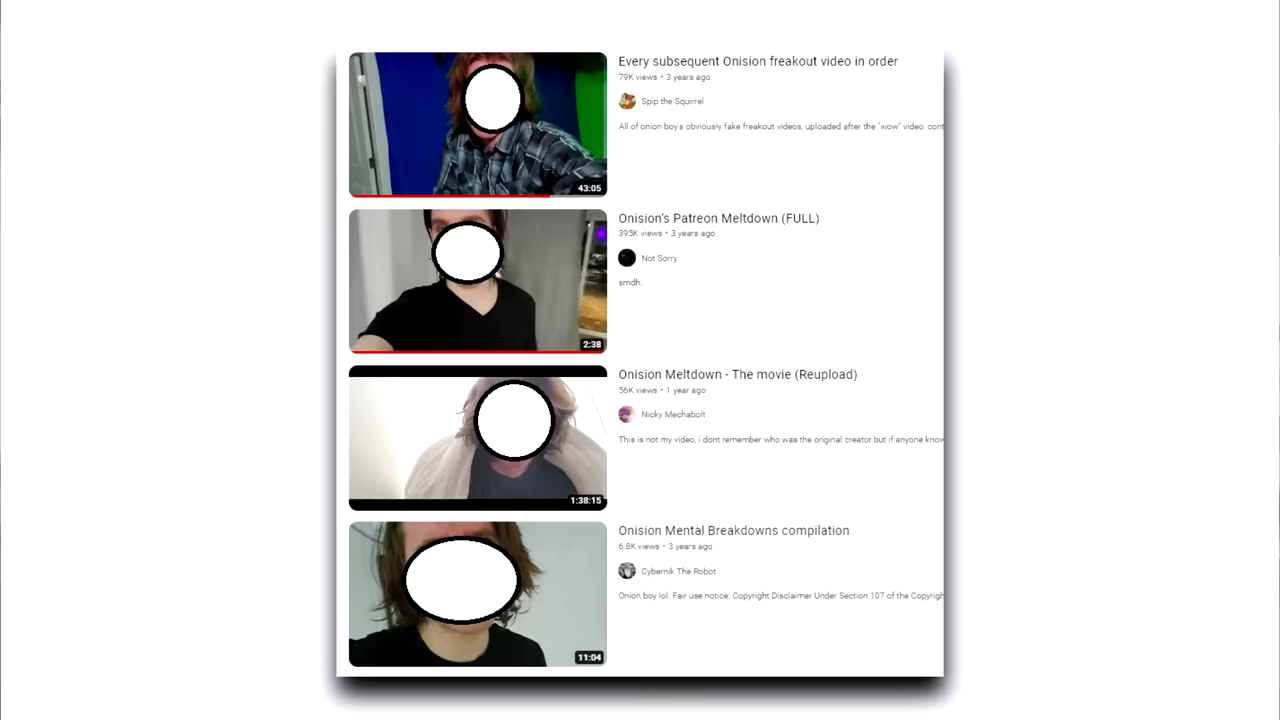 Every subsequent Onision freakout video in order
79K views • 3 years ago
Spip the Squirrel
All of onion boy s obviously fake freakout videos, uploaded after the "wow" video, cont
43:05
Onision's Patreon Meltdown (FULL)
395K views • 3 years ago
Not Sorry
smdh.
2:38
Onision Meltdown - The movie (Reupload)
56K views • 1 year ago
Nicky Mechabolt
This is not my video, i dont remember who was the original creator but if anyone know
1:38:15
Onision Mental Breakdowns compilation
6.8K views • 3 years ago
Cybernik The Robot
Onion boy lol. Fair use notice: Copyright Disclaimer Under Section 107 of the Copyrigh
11:04